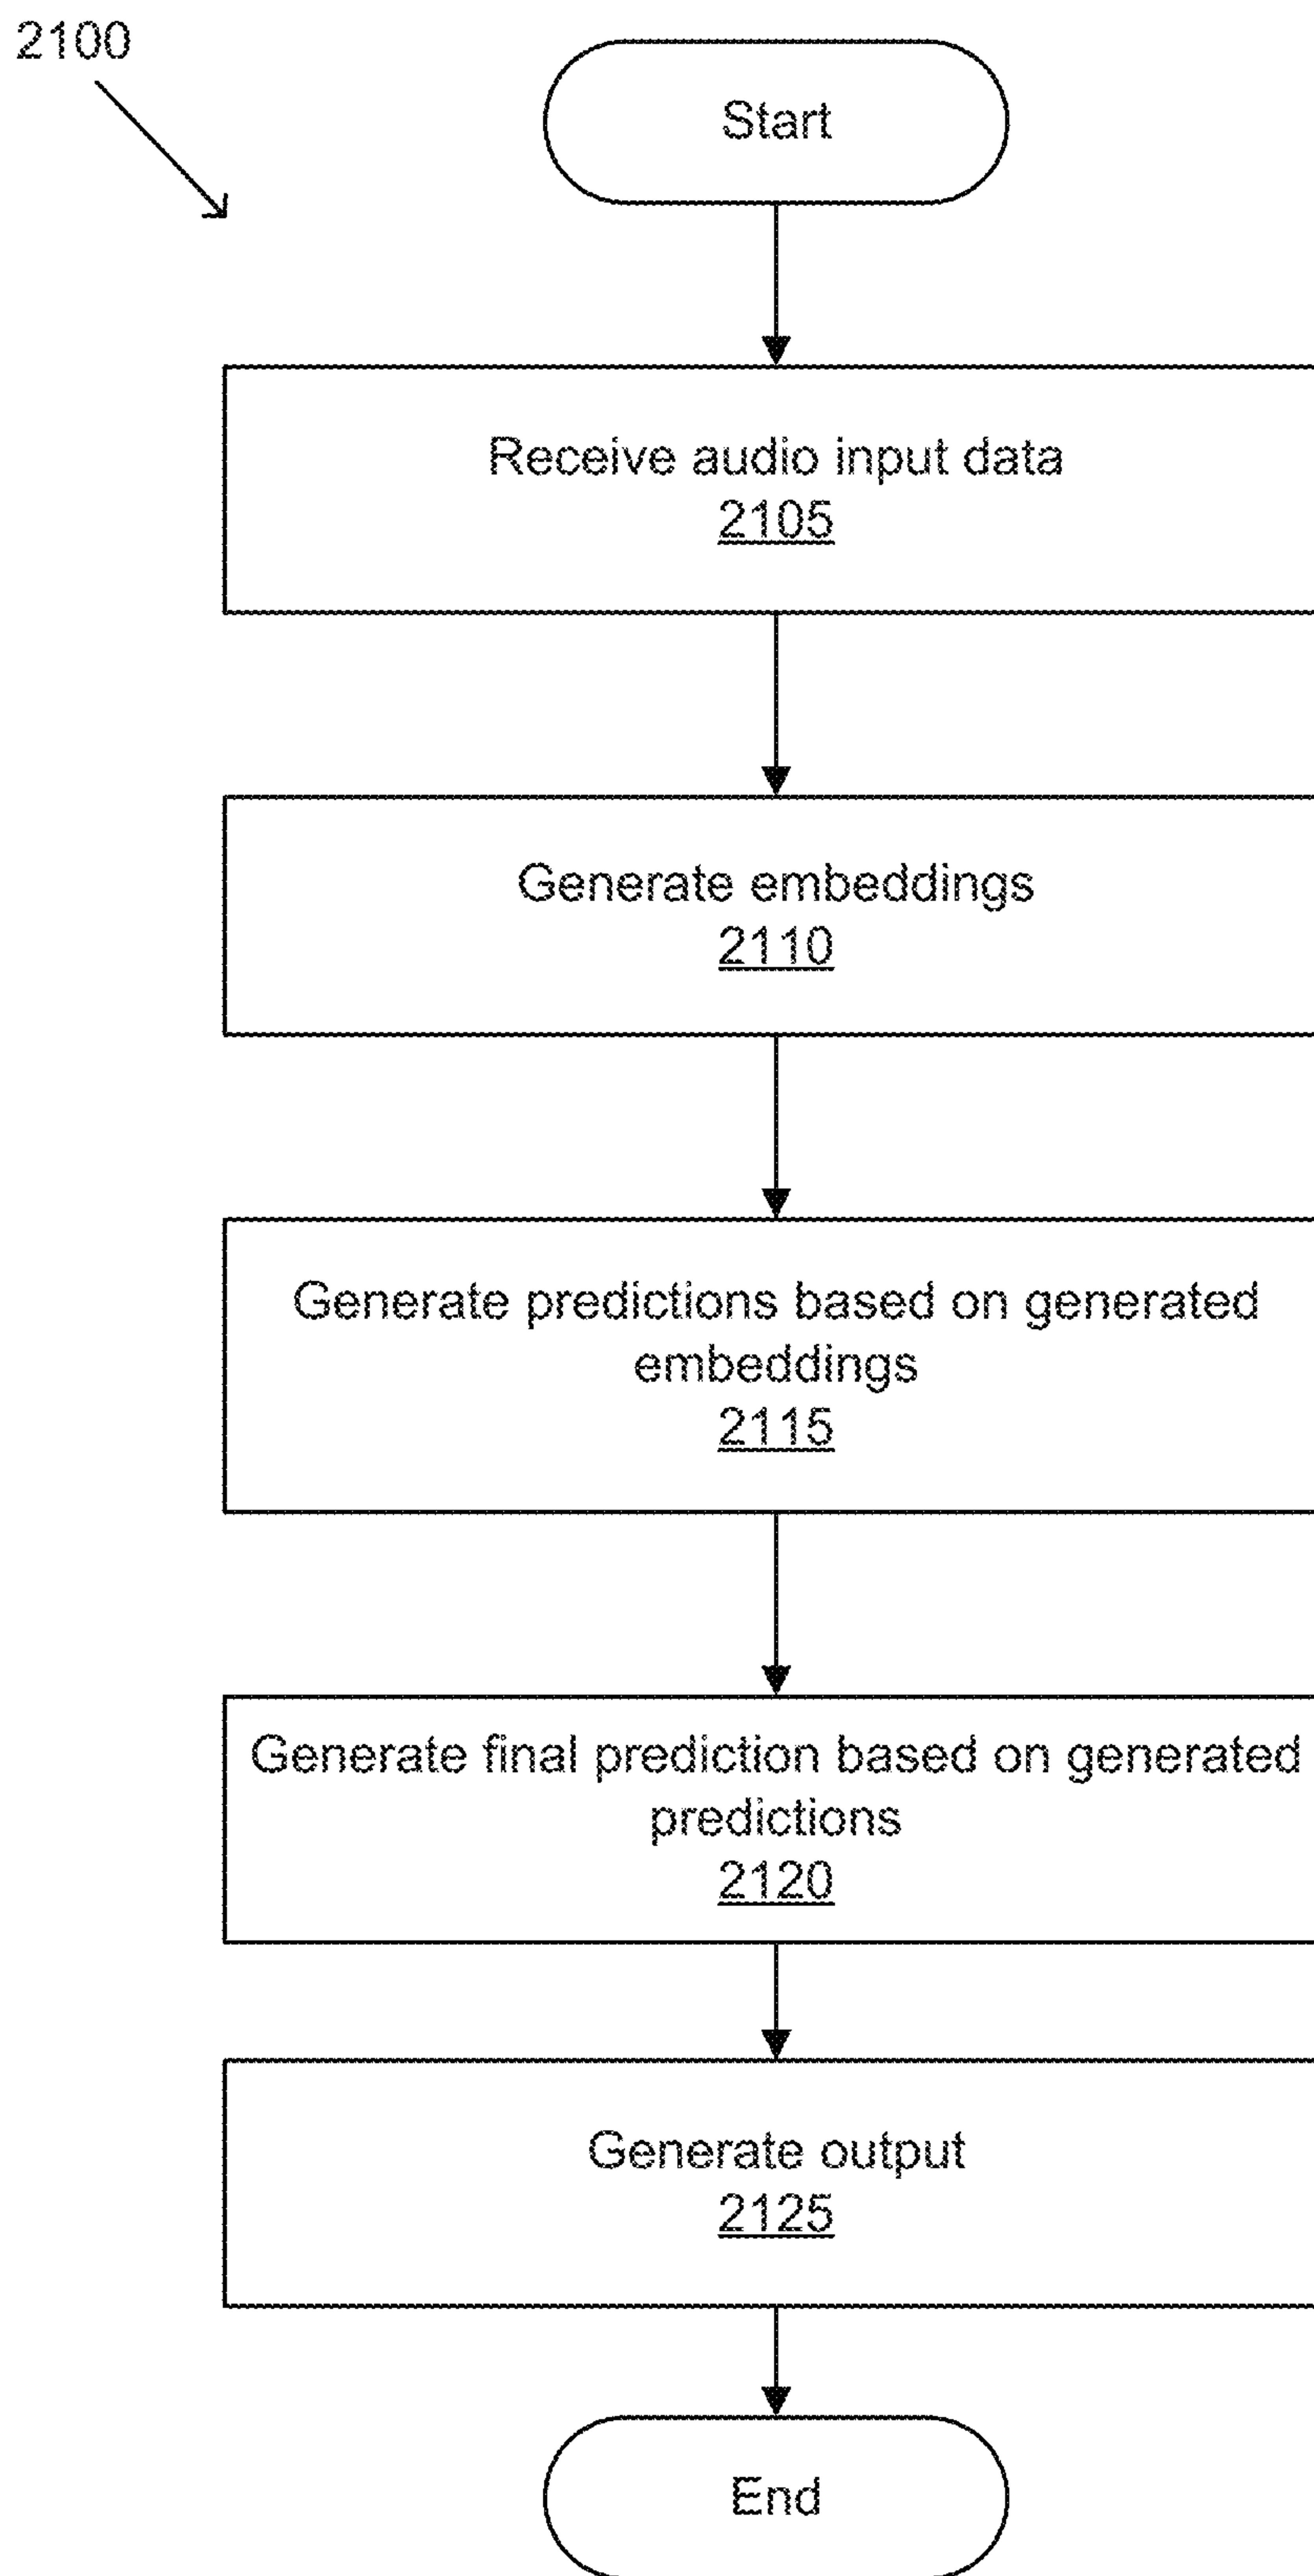 2100
Start
Receive audio input data
2105
Generate embeddings
2110
Generate predictions based on generated
embeddings
2115
Generate final prediction based on generated
predictions
2120
Generate output
2125
End